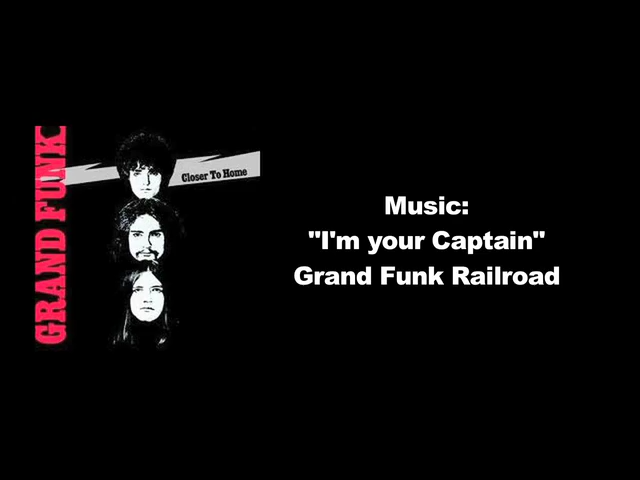 GRAND FUNK
Closer To Home
Music:
"I'm your Captain"
Grand Funk Railroad